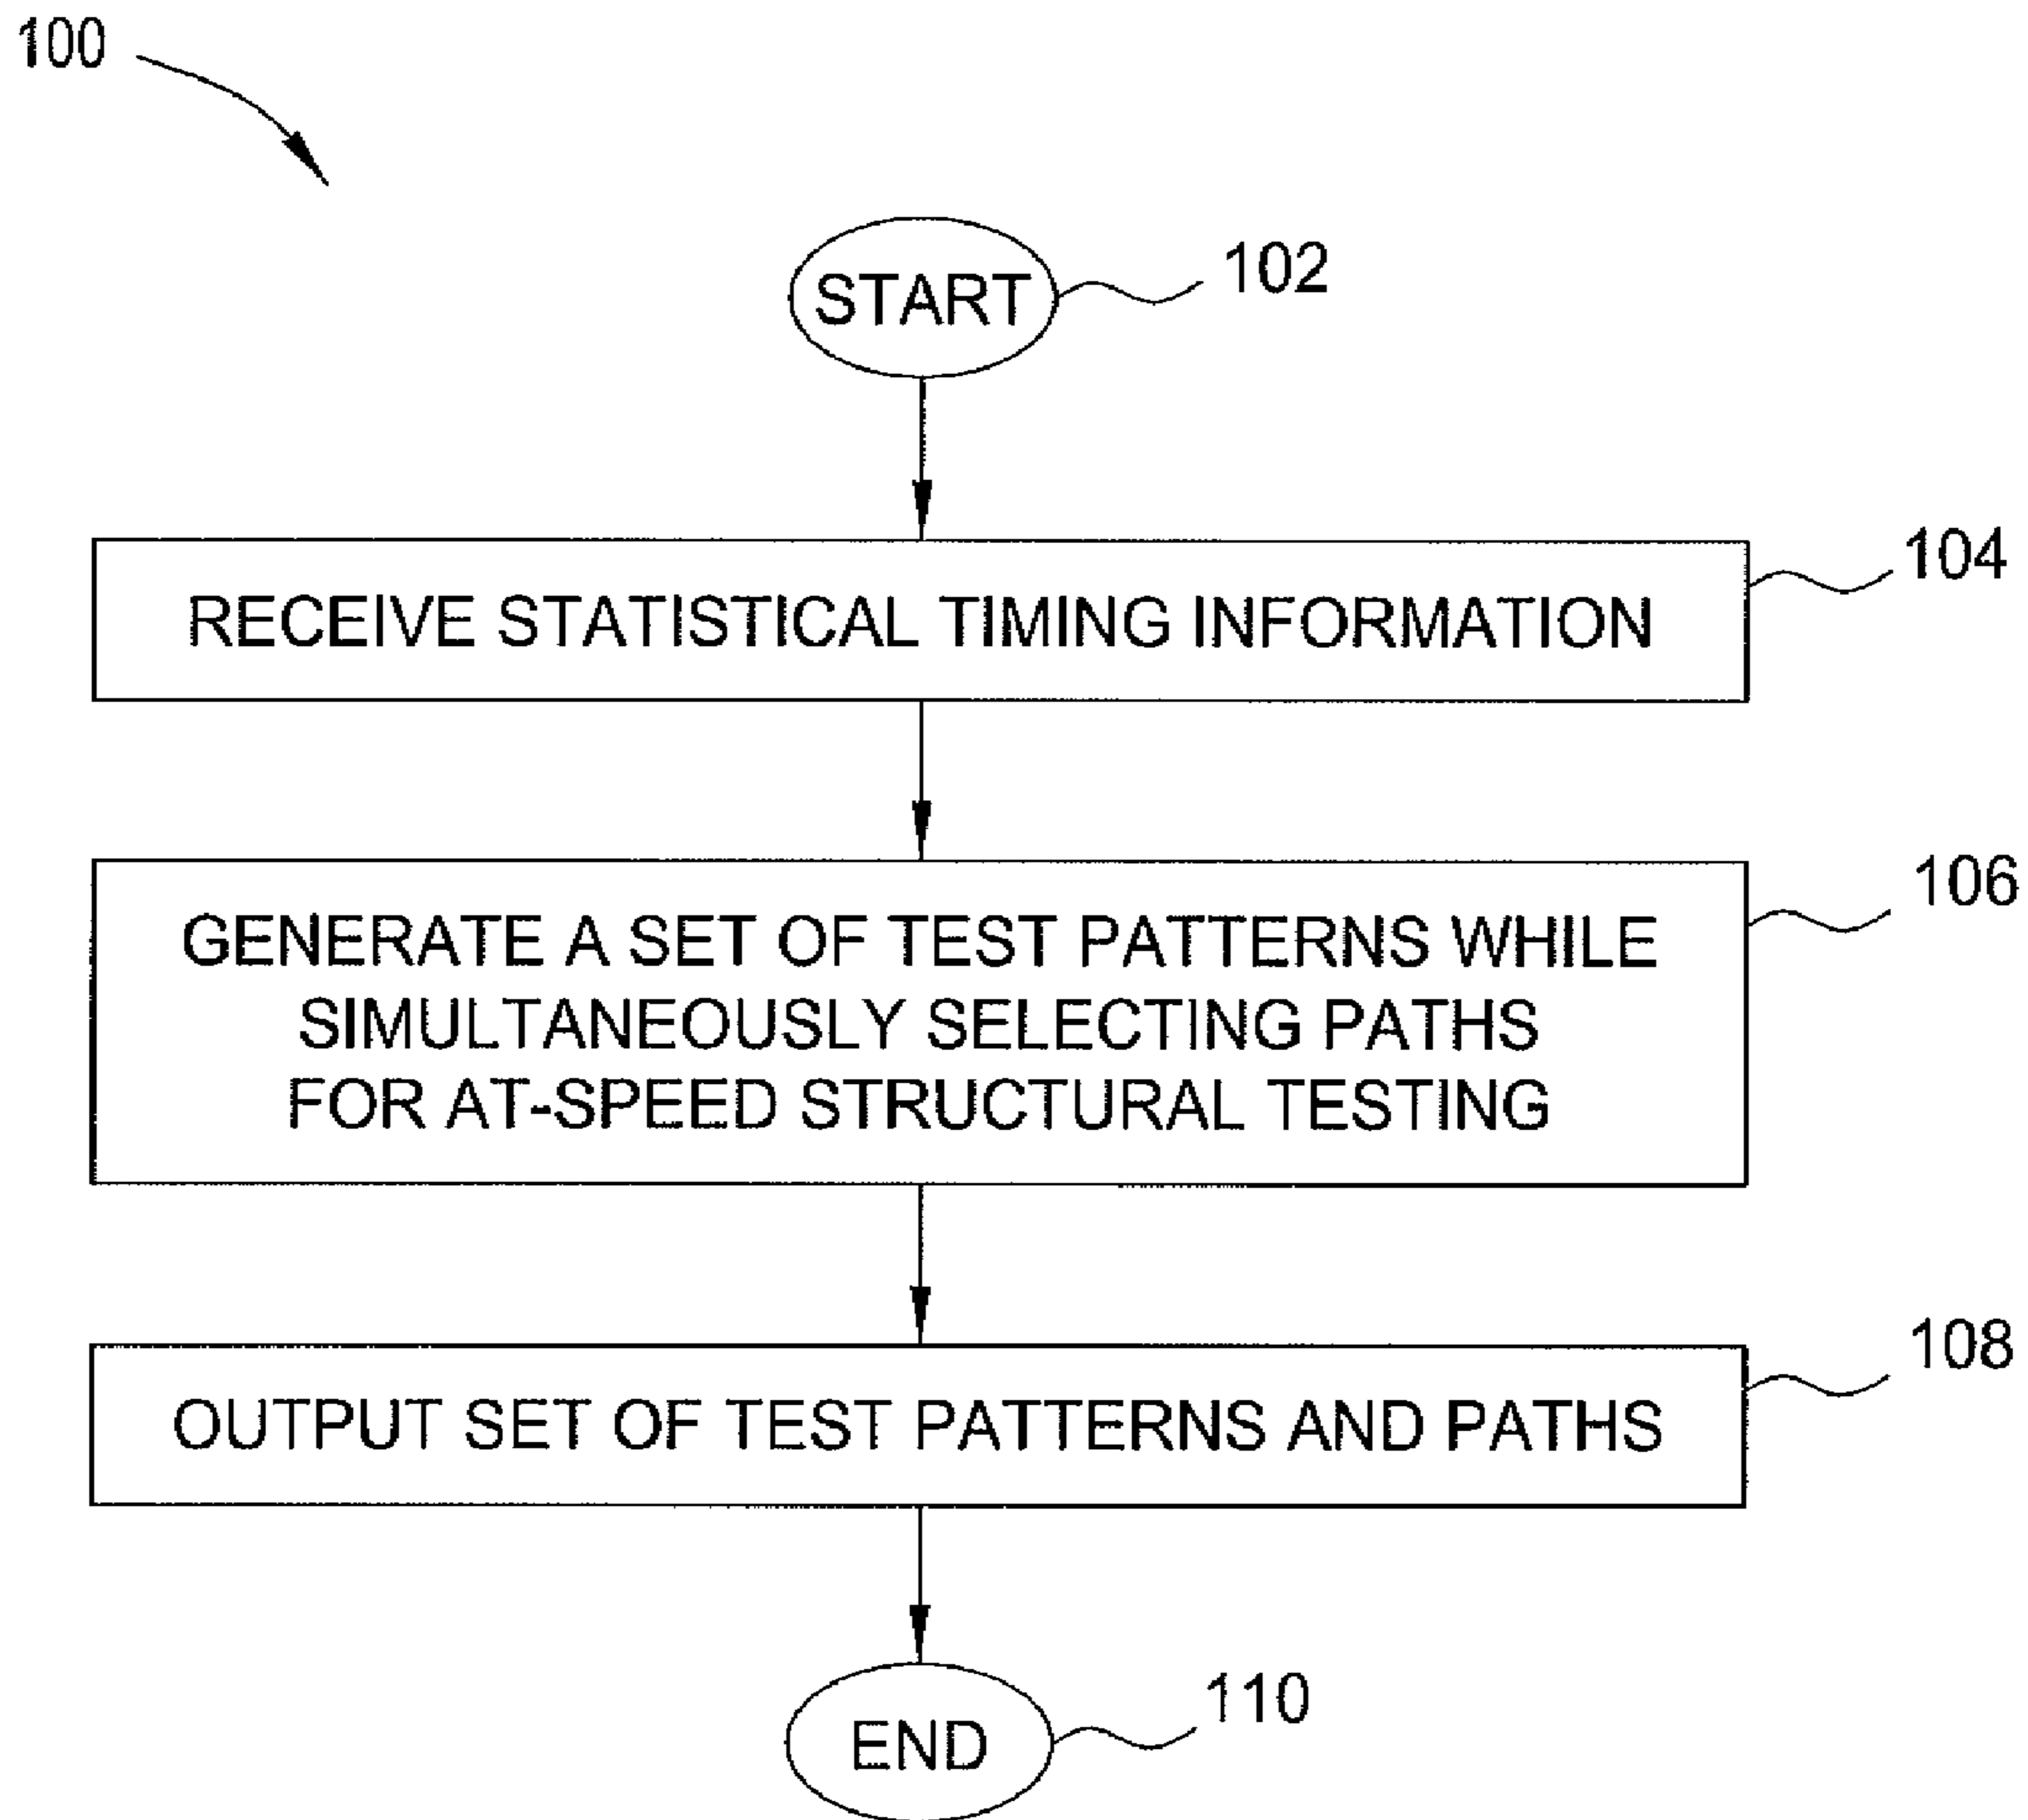 100
START
102
104
RECEIVE STATISTICAL TIMING INFORMATION
106
GENERATE A SET OF TEST PATTERNS WHILE
SIMULTANEOUSLY SELECTING PATHS
FOR AT-SPEED STRUCTURAL TESTING
108
OUTPUT SET OF TEST PATTERNS AND PATHS
110
END